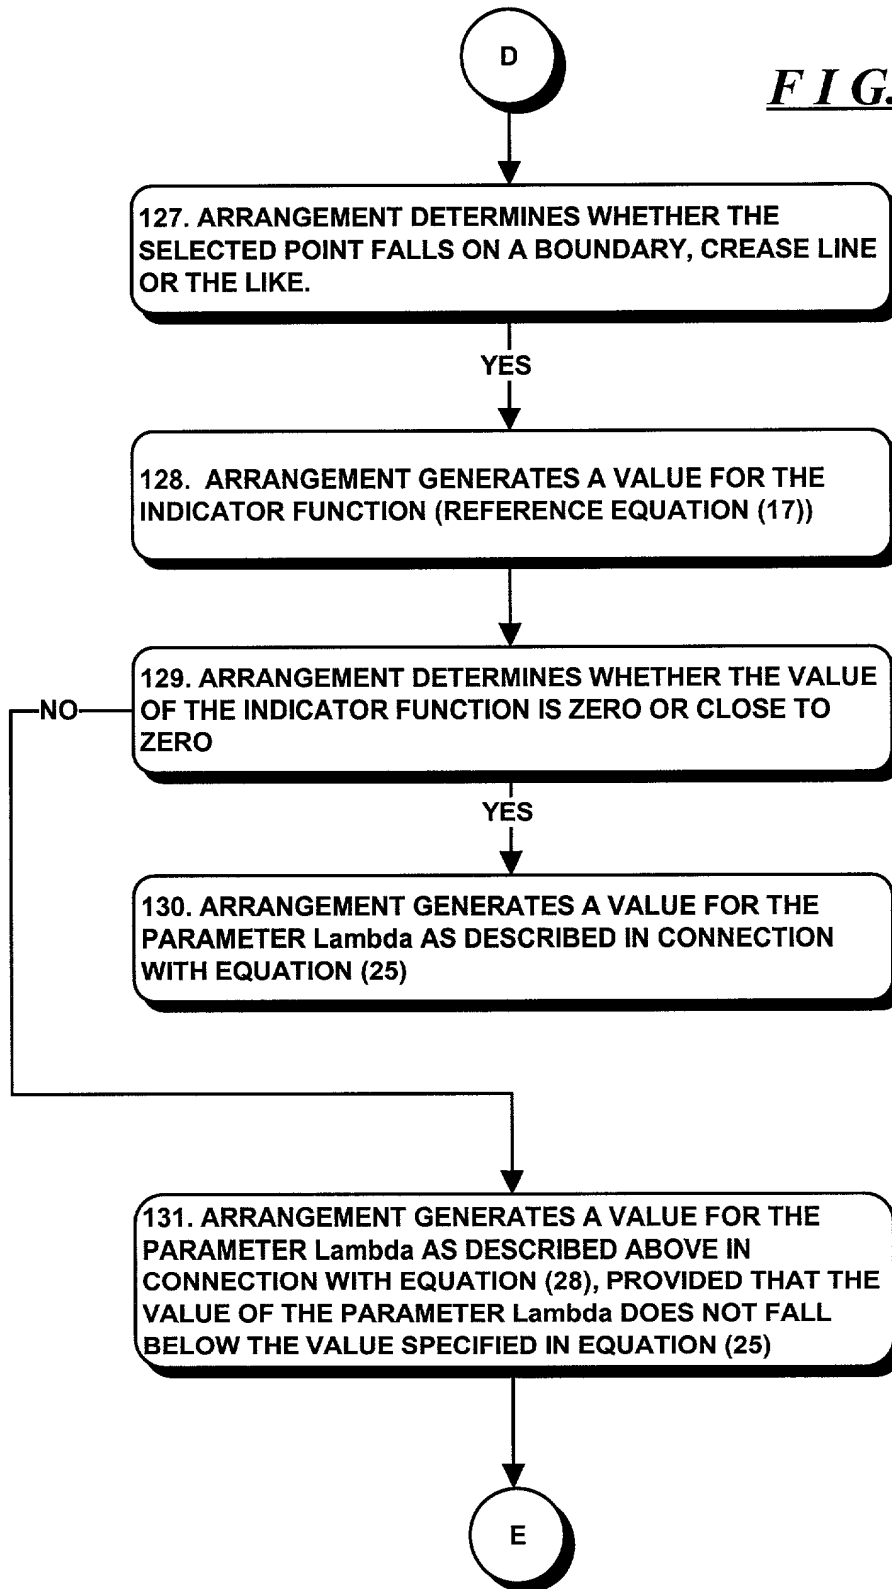 D
F I G.
127. ARRANGEMENT DETERMINES WHETHER THE
SELECTED POINT FALLS ON A BOUNDARY, CREASE LINE
OR THE LIKE.
YES
128. ARRANGEMENT GENERATES A VALUE FOR THE
INDICATOR FUNCTION (REFERENCE EQUATION (17))
129. ARRANGEMENT DETERMINES WHETHER THE VALUE
OF THE INDICATOR FUNCTION IS ZERO OR CLOSE TO
ZERO
NO
YES
130. ARRANGEMENT GENERATES A VALUE FOR THE
PARAMETER Lambda AS DESCRIBED IN CONNECTION
WITH EQUATION (25)
131. ARRANGEMENT GENERATES A VALUE FOR THE
PARAMETER Lambda AS DESCRIBED ABOVE IN
CONNECTION WITH EQUATION (28), PROVIDED THAT THE
VALUE OF THE PARAMETER Lambda DOES NOT FALL
BELOW THE VALUE SPECIFIED IN EQUATION (25)
E